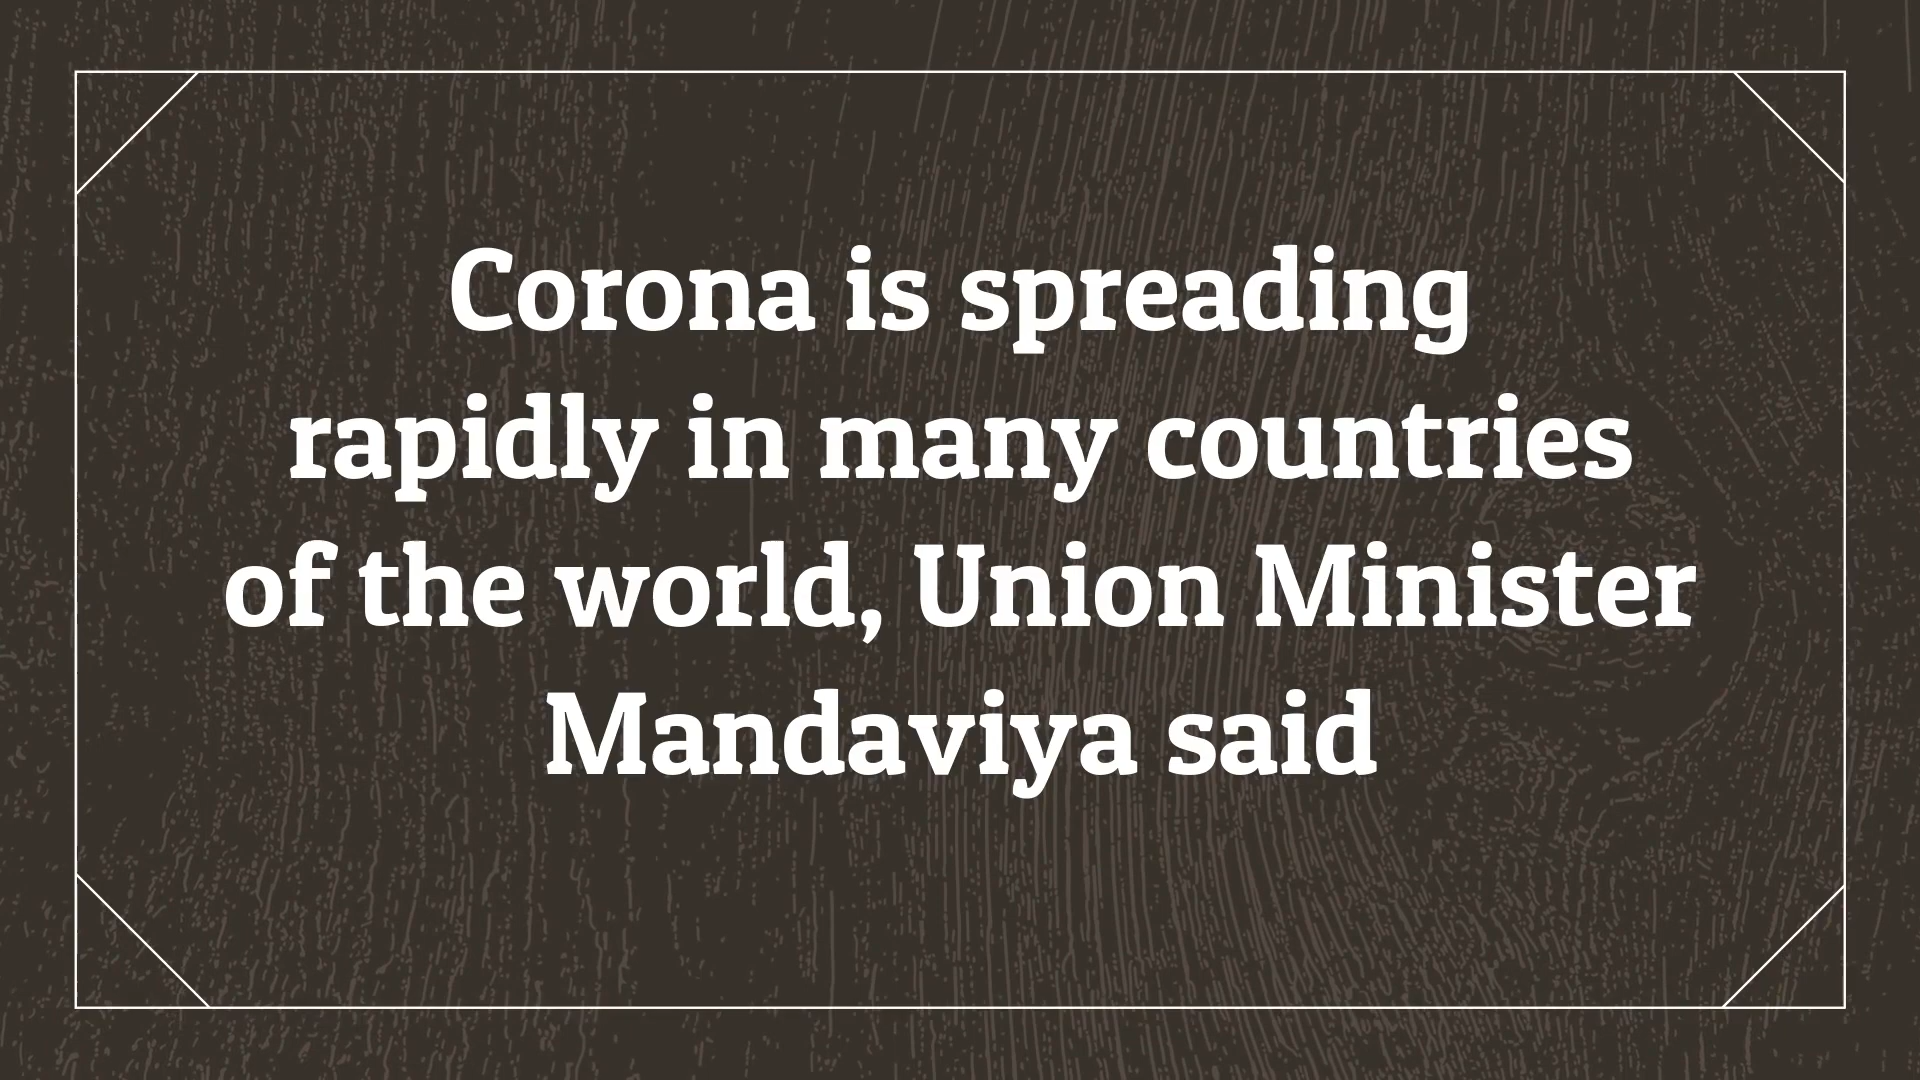 Corona is spreading
rapidly in many countries
of the world, Union Minister
Mandaviya said